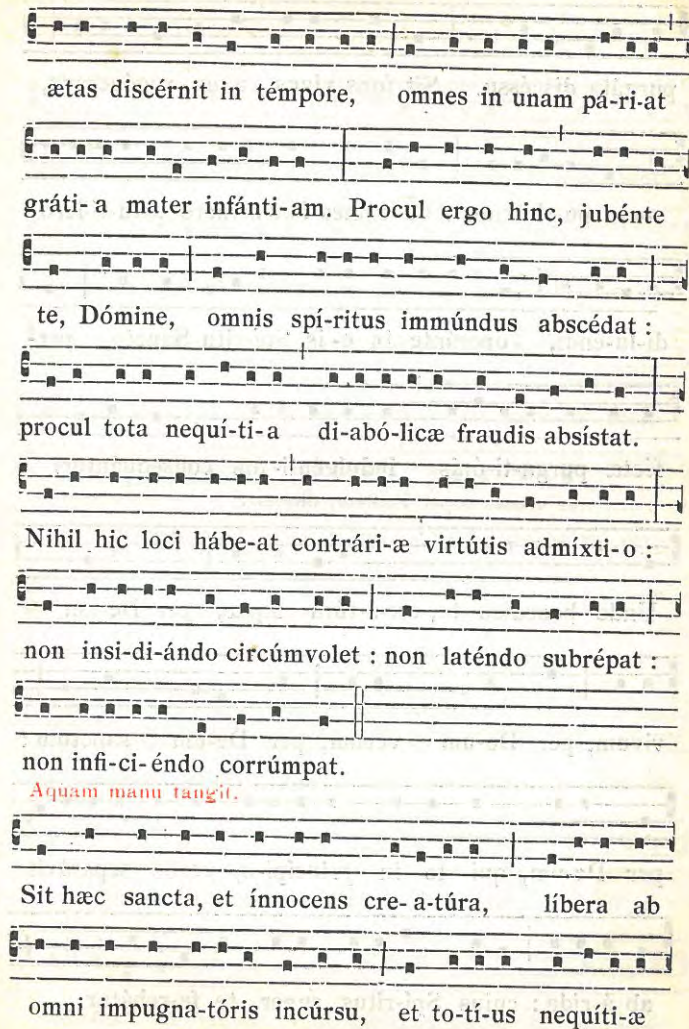 ætas discérnit in témpore, omnes in unam pá-ri-at
gráti-a mater infánti-am. Procul ergo hinc, jubénte
te, Dómine, omnis spí-ritus immúndus abscédat :
procul tota nequí-ti-a di-abó-licæ fraudis absístat.
Nihil hic loci hábe-at contrári-æ virtútis admíxti-o :
non insi-di-ándo circúmvolet : non laténdo subrépat :
non infi-ci-éndo corrúmpat.
Aquam manu tangit.
Sit hæc sancta, et ínnocens cre-a-túra, líbera ab
omni impugna-tóris incúrsu, et to-tí-us nequíti-æ